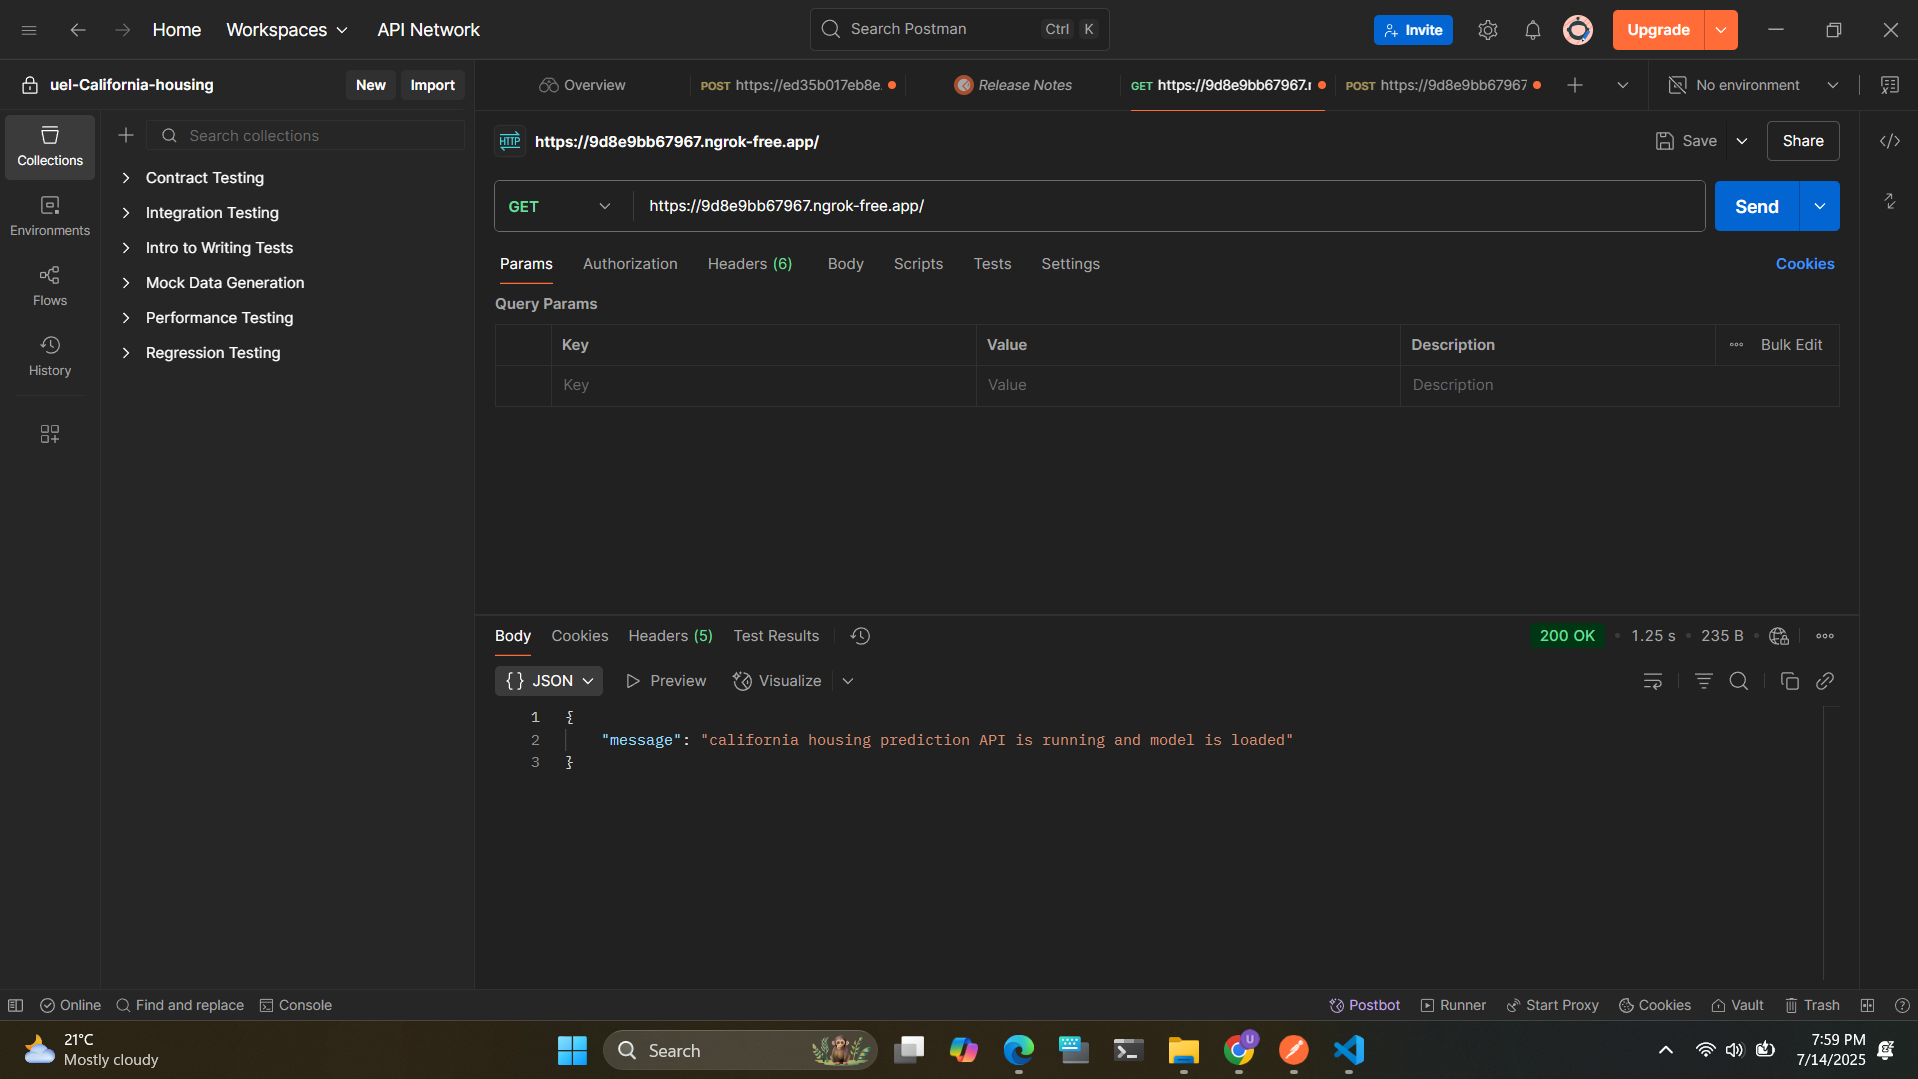 Home
Workspaces
API Network
Search Postman
Ctrl K
Invite
Upgrade
uel-California-housing
New
Import
Overview
POST https://ed35b017eb8e.
Release Notes
GET https://9d8e9bb67967.r
POST https://9d8e9bb67967
No environment
Collections
Environments
Flows
History
Search collections
Contract Testing
Integration Testing
Intro to Writing Tests
Mock Data Generation
Performance Testing
Regression Testing
HTTP
https://9d8e9bb67967.ngrok-free.app/
Save
Share
GET
https://9d8e9bb67967.ngrok-free.app/
Send
Params
Authorization
Headers (6)
Body
Scripts
Tests
Settings
Cookies
Query Params
Key
Value
Description
Bulk Edit
Key
Value
Description
Body
Cookies
Headers (5)
Test Results
200 OK
1.25 s
235 B
{} JSON
Preview
Visualize
1 {
2 "message": "california housing prediction API is running and model is loaded"
3 }
Online
Find and replace
Console
Postbot
Runner
Start Proxy
Cookies
Vault
Trash
21°C
Mostly cloudy
Search
U
7:59 PM
7/14/2025